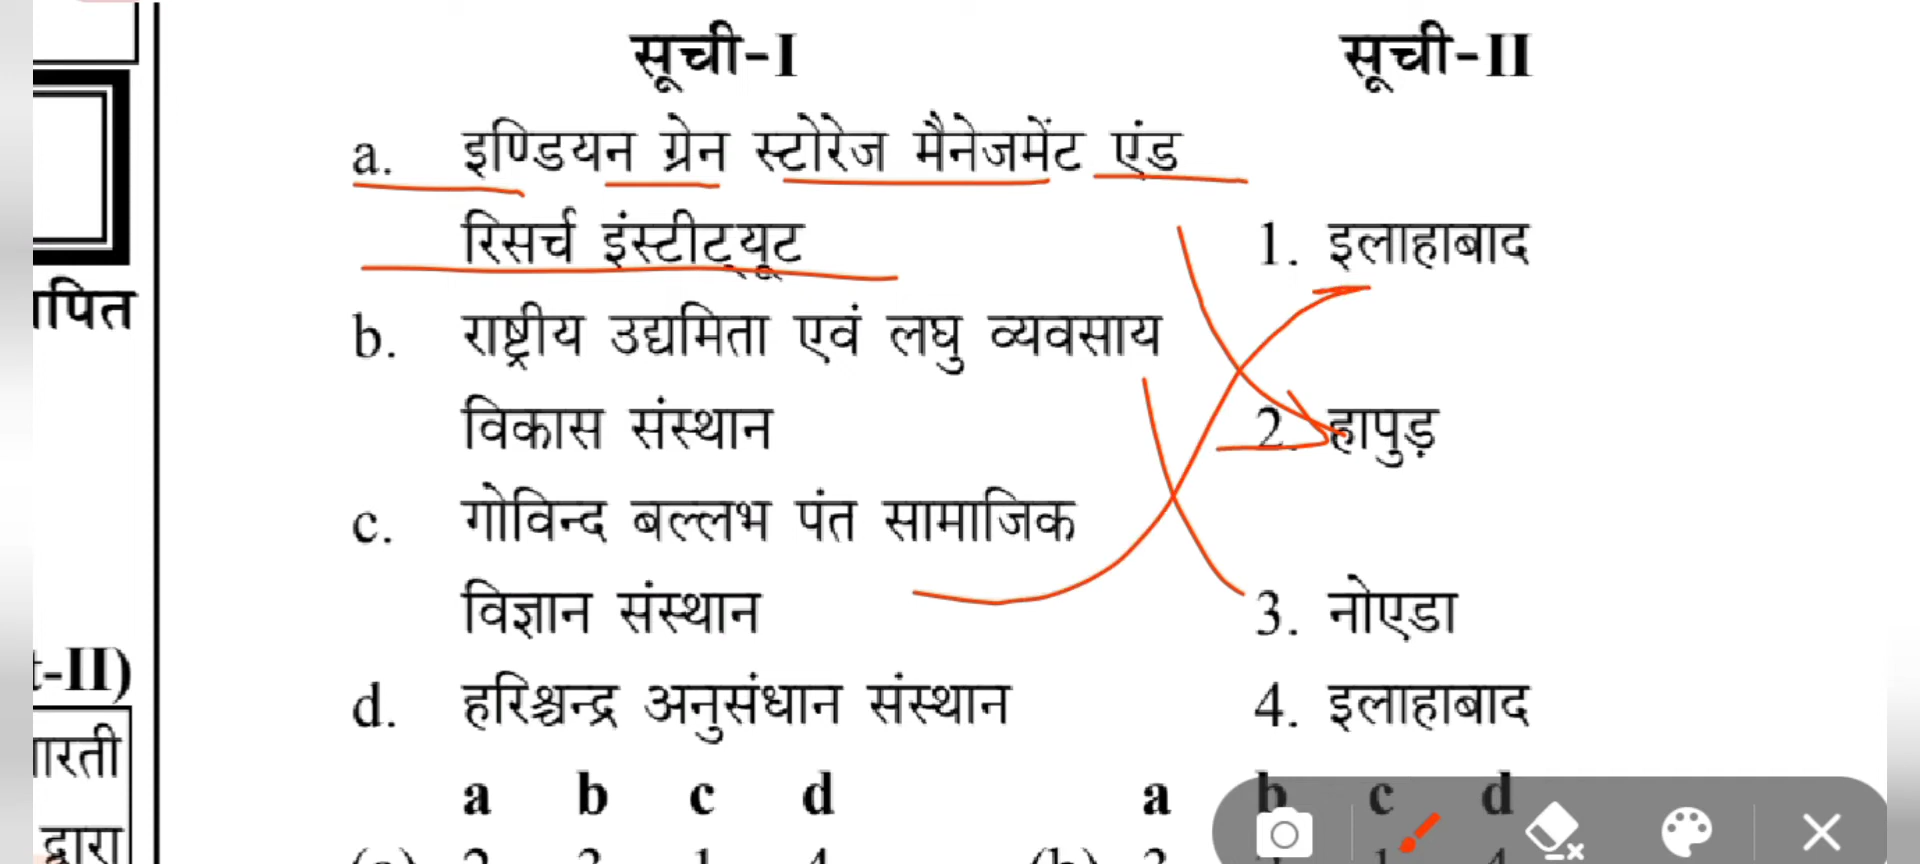 सूची-I सूची-II
a. इण्डियन ग्रेन स्टोरेज मैनेजमेंट एंड
रिसर्च इंस्टीट्यूट 1. इलाहाबाद
पित
b. राष्ट्रीय उद्यमिता एवं लघु व्यवसाय
विकास संस्थान 2. हापुड़
c. गोविन्द बल्लभ पंत सामाजिक
विज्ञान संस्थान 3. नोएडा
-II)
d. हरिश्चन्द्र अनुसंधान संस्थान 4. इलाहाबाद
रती
a b c d a b c d
द्वारा